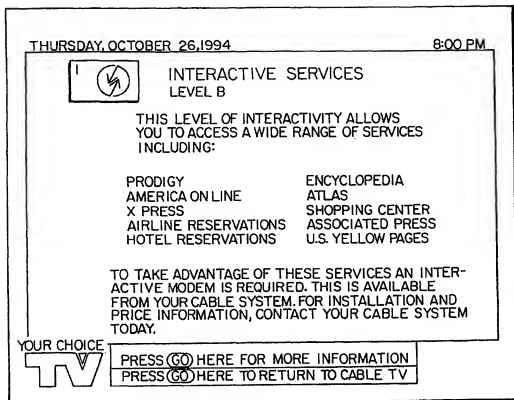 THURSDAY, OCTOBER 26,1994 8:00 PM
1
INTERACTIVE SERVICES
LEVEL B
THIS LEVEL OF INTERACTIVITY ALLOWS
YOU TO ACCESS A WIDE RANGE OF SERVICES
INCLUDING:
PRODIGY ENCYCLOPEDIA
AMERICA ON LINE ATLAS
X PRESS SHOPPING CENTER
AIRLINE RESERVATIONS ASSOCIATED PRESS
HOTEL RESERVATIONS U.S. YELLOW PAGES
TO TAKE ADVANTAGE OF THESE SERVICES AN INTER-
ACTIVE MODEM IS REQUIRED. THIS IS AVAILABLE
FROM YOUR CABLE SYSTEM. FOR INSTALLATION AND
PRICE INFORMATION, CONTACT YOUR CABLE SYSTEM
TODAY.
YOUR CHOICE
TV
PRESS GO HERE FOR MORE INFORMATION
PRESS GO HERE TO RETURN TO CABLE TV